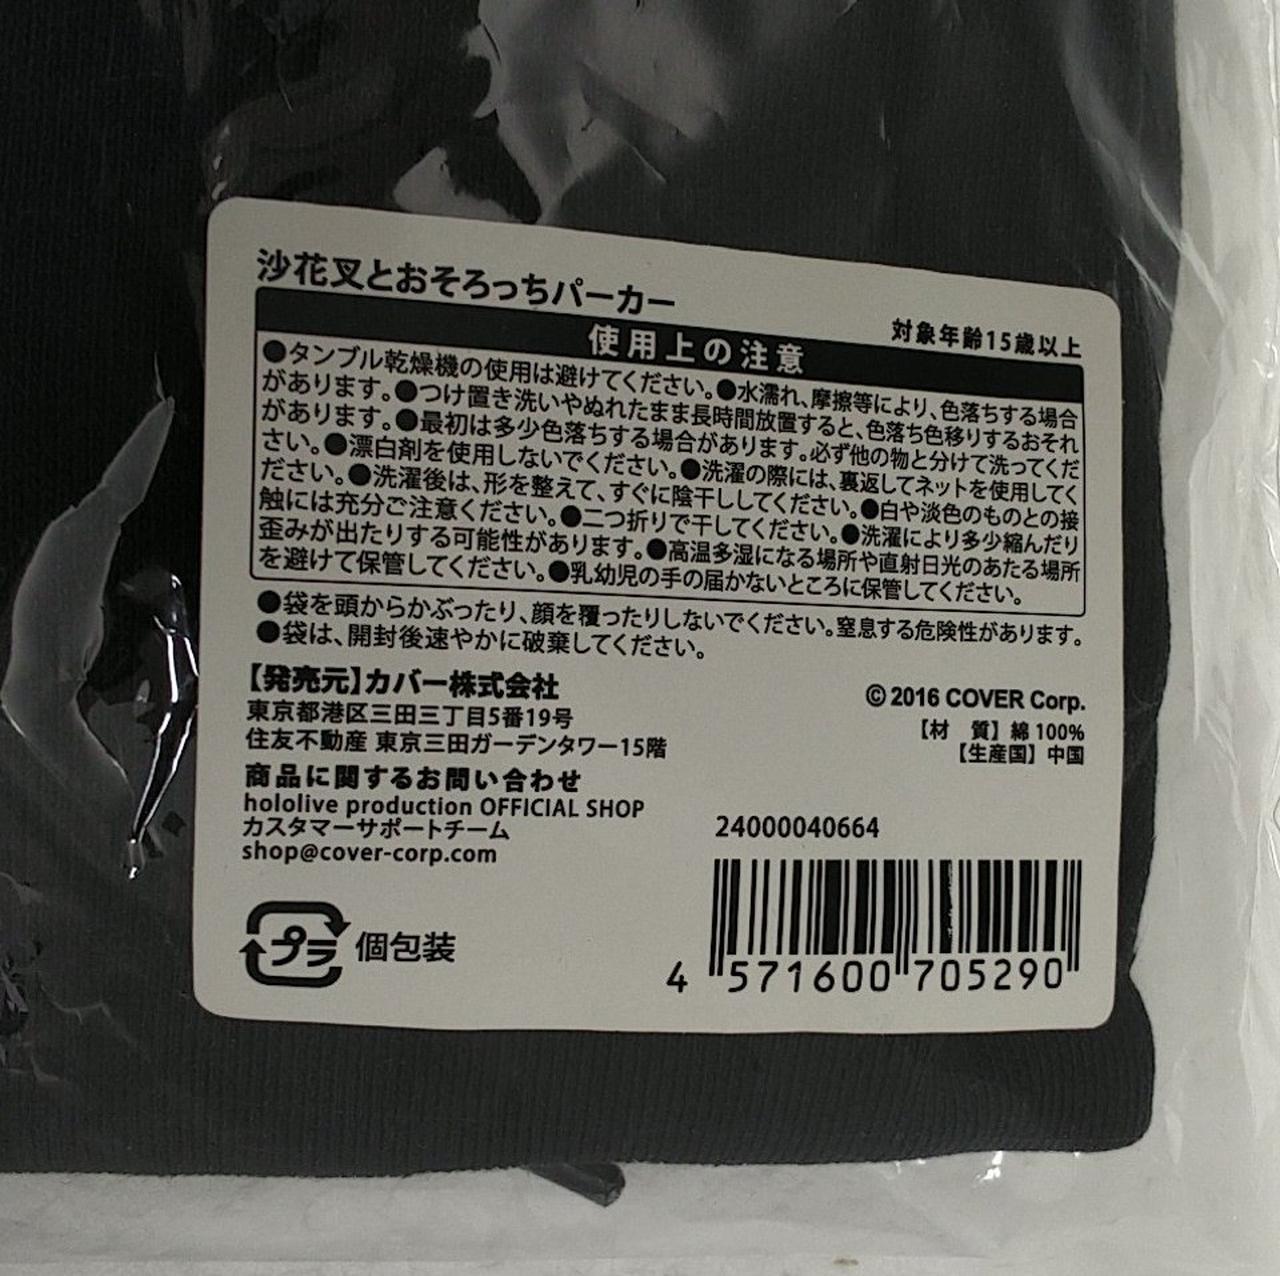 沙花叉とおそろっちパーカー
対象年齢15歳以上
使用上の注意
●タンブル乾燥機の使用は避けてください。●水濡れ、摩擦等により、色落ちする場合
があります。●つけ置き洗いやぬれたまま長時間放置すると、色落ち色移りするおそれ
があります。●最初は多少色落ちする場合があります。必ず他の物と分けて洗ってくだ
さい。●漂白剤を使用しないでください。●洗濯の際には、裏返してネットを使用してく
ださい。●洗濯後は、形を整えて、すぐに陰干ししてください。●白や淡色のものとの接
触には充分ご注意ください。●二つ折りで干してください。●洗濯により多少縮んだり
歪みが出たりする可能性があります。●高温多湿になる場所や直射日光のあたる場所
を避けて保管してください。●乳幼児の手の届かないところに保管してください。
●袋を頭からかぶったり、顔を覆ったりしないでください。窒息する危険性があります。
●袋は、開封後速やかに破棄してください。
【発売元】カバー株式会社
東京都港区三田三丁目5番19号
住友不動産 東京三田ガーデンタワー15階
© 2016 COVER Corp.
【材　質】綿 100%
【生産国】中国
商品に関するお問い合わせ
hololive production OFFICIAL SHOP
カスタマーサポートチーム
shop@cover-corp.com
24000040664
プラ 個包装
4 571600 705290